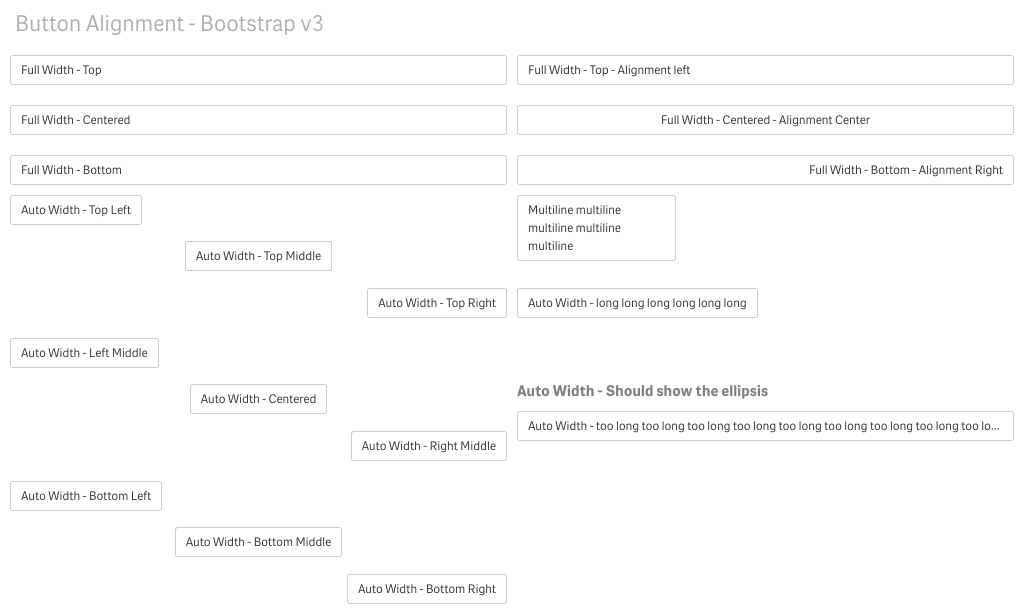 Button Alignment - Bootstrap v3
Full Width - Top
Full Width - Top - Alignment left
Full Width - Centered
Full Width - Centered - Alignment Center
Full Width - Bottom
Full Width - Bottom - Alignment Right
Auto Width - Top Left
Multiline multiline
multiline multiline
multiline
Auto Width - Top Middle
Auto Width - Top Right
Auto Width - long long long long long long
Auto Width - Left Middle
Auto Width - Should show the ellipsis
Auto Width - Centered
Auto Width - too long too long too long too long too long too long too long too long too lo...
Auto Width - Right Middle
Auto Width - Bottom Left
Auto Width - Bottom Middle
Auto Width - Bottom Right